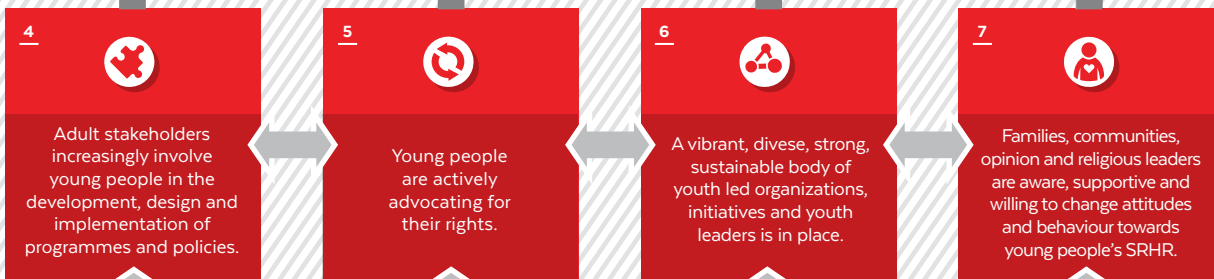 4
Adult stakeholders
increasingly involve
young people in the
development, design and
implementation of
programmes and policies.
5
Young people
are actively
advocating for
their rights.
6
A vibrant, divese, strong,
sustainable body of
youth led organizations,
initiatives and youth
leaders is in place.
7
Families, communities,
opinion and religious leaders
are aware, supportive and
willing to change attitudes
and behaviour towards
young people's SRHR.